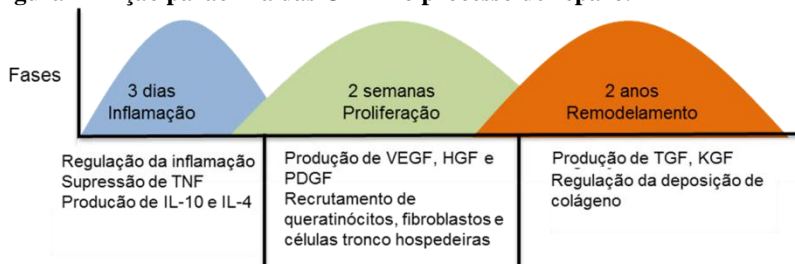 Fases
3 dias
Inflamação
2 semanas
Proliferação
2 anos
Remodelamento
Regulação da inflamação
Supressão de TNF
Produção de IL-10 e IL-4
Produção de VEGF, HGF e
PDGF
Recrutamento de
queratinócitos, fibroblastos e
células tronco hospedeiras
Produção de TGF, KGF
Regulação da deposição de
colágeno